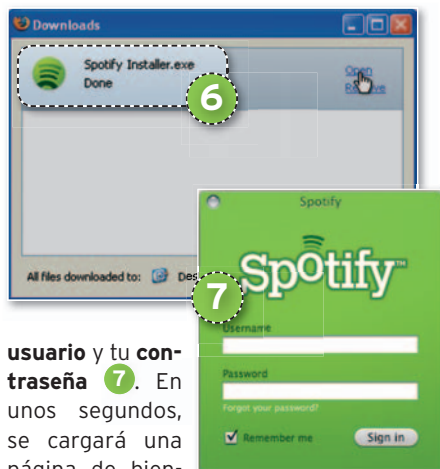 Downloads
Spotify Installer.exe
Done
Open
6
All files downloaded to:
Spotify
Spotify™
7
Username
Password
Forgot your password?
Remember me
Sign in
usuario y tu con-
traseña 7. En
unos segundos,
se cargará una
página de bien-